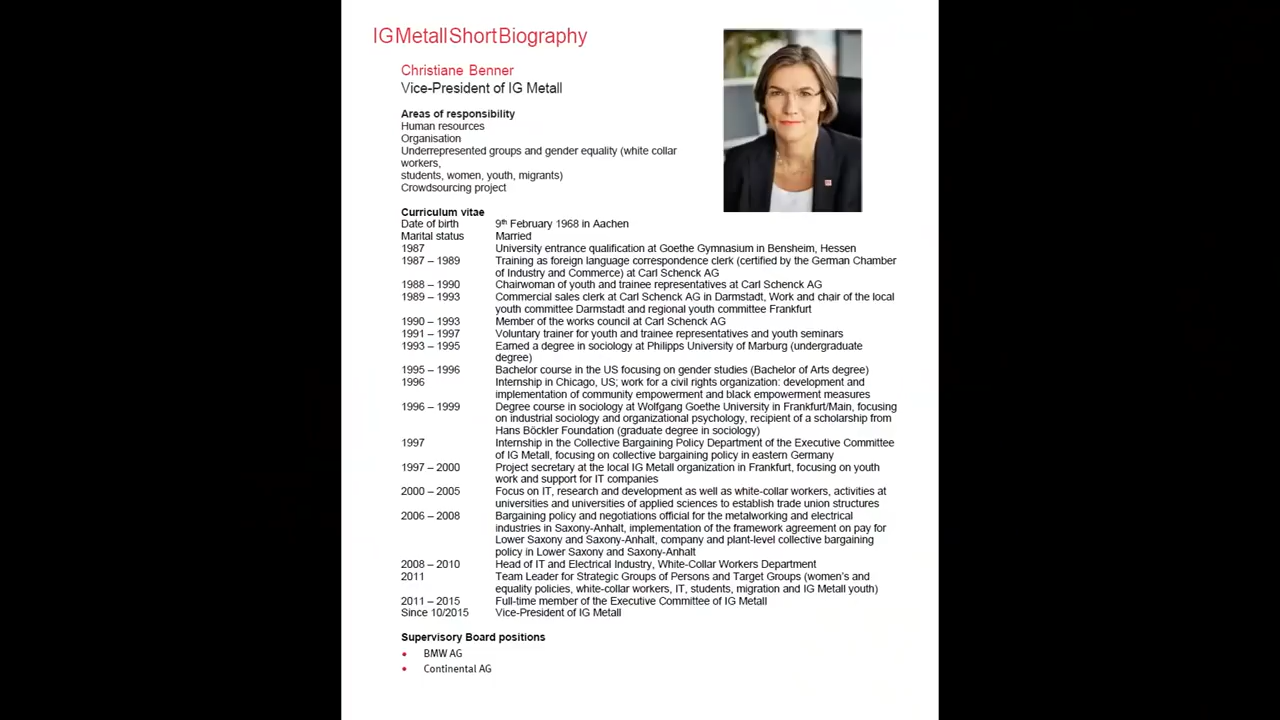 IGMetallShortBiography
Christiane Benner
Vice-President of IG Metall
Areas of responsibility
Human resources
Organisation
Underrepresented groups and gender equality (white collar
workers,
students, women, youth, migrants)
Crowdsourcing project
Curriculum vitae
Date of birth 9th February 1968 in Aachen
Marital status Married
1987 University entrance qualification at Goethe Gymnasium in Bensheim, Hessen
1987 – 1989 Training as foreign language correspondence clerk (certified by the German Chamber
of Industry and Commerce) at Carl Schenck AG
1988 – 1990 Chairwoman of youth and trainee representatives at Carl Schenck AG
1989 – 1993 Commercial sales clerk at Carl Schenck AG in Darmstadt, Work and chair of the local
youth committee Darmstadt and regional youth committee Frankfurt
1990 – 1993 Member of the works council at Carl Schenck AG
1991 – 1997 Voluntary trainer for youth and trainee representatives and youth seminars
1993 – 1995 Earned a degree in sociology at Philipps University of Marburg (undergraduate
degree)
1995 – 1996 Bachelor course in the US focusing on gender studies (Bachelor of Arts degree)
1996 Internship in Chicago, US; work for a civil rights organization: development and
implementation of community empowerment and black empowerment measures
1996 – 1999 Degree course in sociology at Wolfgang Goethe University in Frankfurt/Main, focusing
on industrial sociology and organizational psychology, recipient of a scholarship from
Hans Böckler Foundation (graduate degree in sociology)
1997 Internship in the Collective Bargaining Policy Department of the Executive Committee
of IG Metall, focusing on collective bargaining policy in eastern Germany
1997 – 2000 Project secretary at the local IG Metall organization in Frankfurt, focusing on youth
work and support for IT companies
2000 – 2005 Focus on IT, research and development as well as white-collar workers, activities at
universities and universities of applied sciences to establish trade union structures
2006 – 2008 Bargaining policy and negotiations official for the metalworking and electrical
industries in Saxony-Anhalt, implementation of the framework agreement on pay for
Lower Saxony and Saxony-Anhalt, company and plant-level collective bargaining
policy in Lower Saxony and Saxony-Anhalt
2008 – 2010 Head of IT and Electrical Industry, White-Collar Workers Department
2011 Team Leader for Strategic Groups of Persons and Target Groups (women's and
equality policies, white-collar workers, IT, students, migration and IG Metall youth)
2011 – 2015 Full-time member of the Executive Committee of IG Metall
Since 10/2015 Vice-President of IG Metall
Supervisory Board positions
• BMW AG
• Continental AG